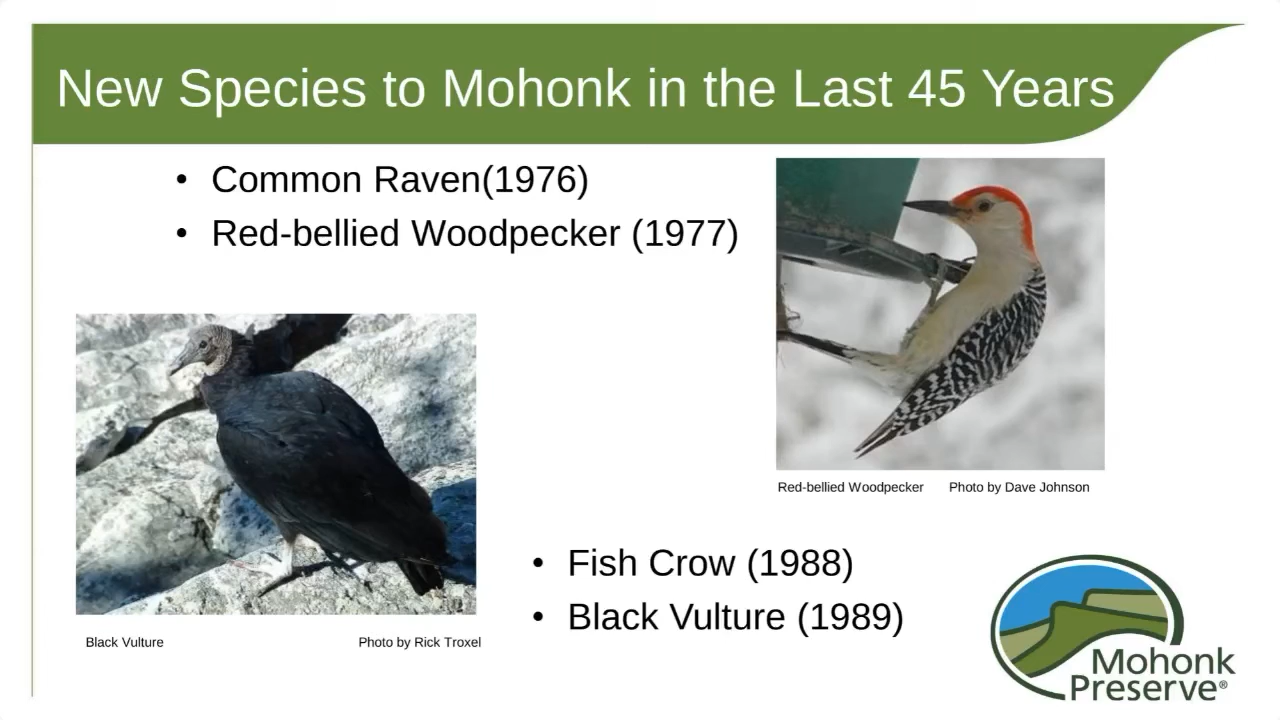 New Species to Mohonk in the Last 45 Years
• Common Raven(1976)
• Red-bellied Woodpecker (1977)
Red-bellied Woodpecker Photo by Dave Johnson
• Fish Crow (1988)
• Black Vulture (1989)
Black Vulture Photo by Rick Troxel
Mohonk
Preserve®